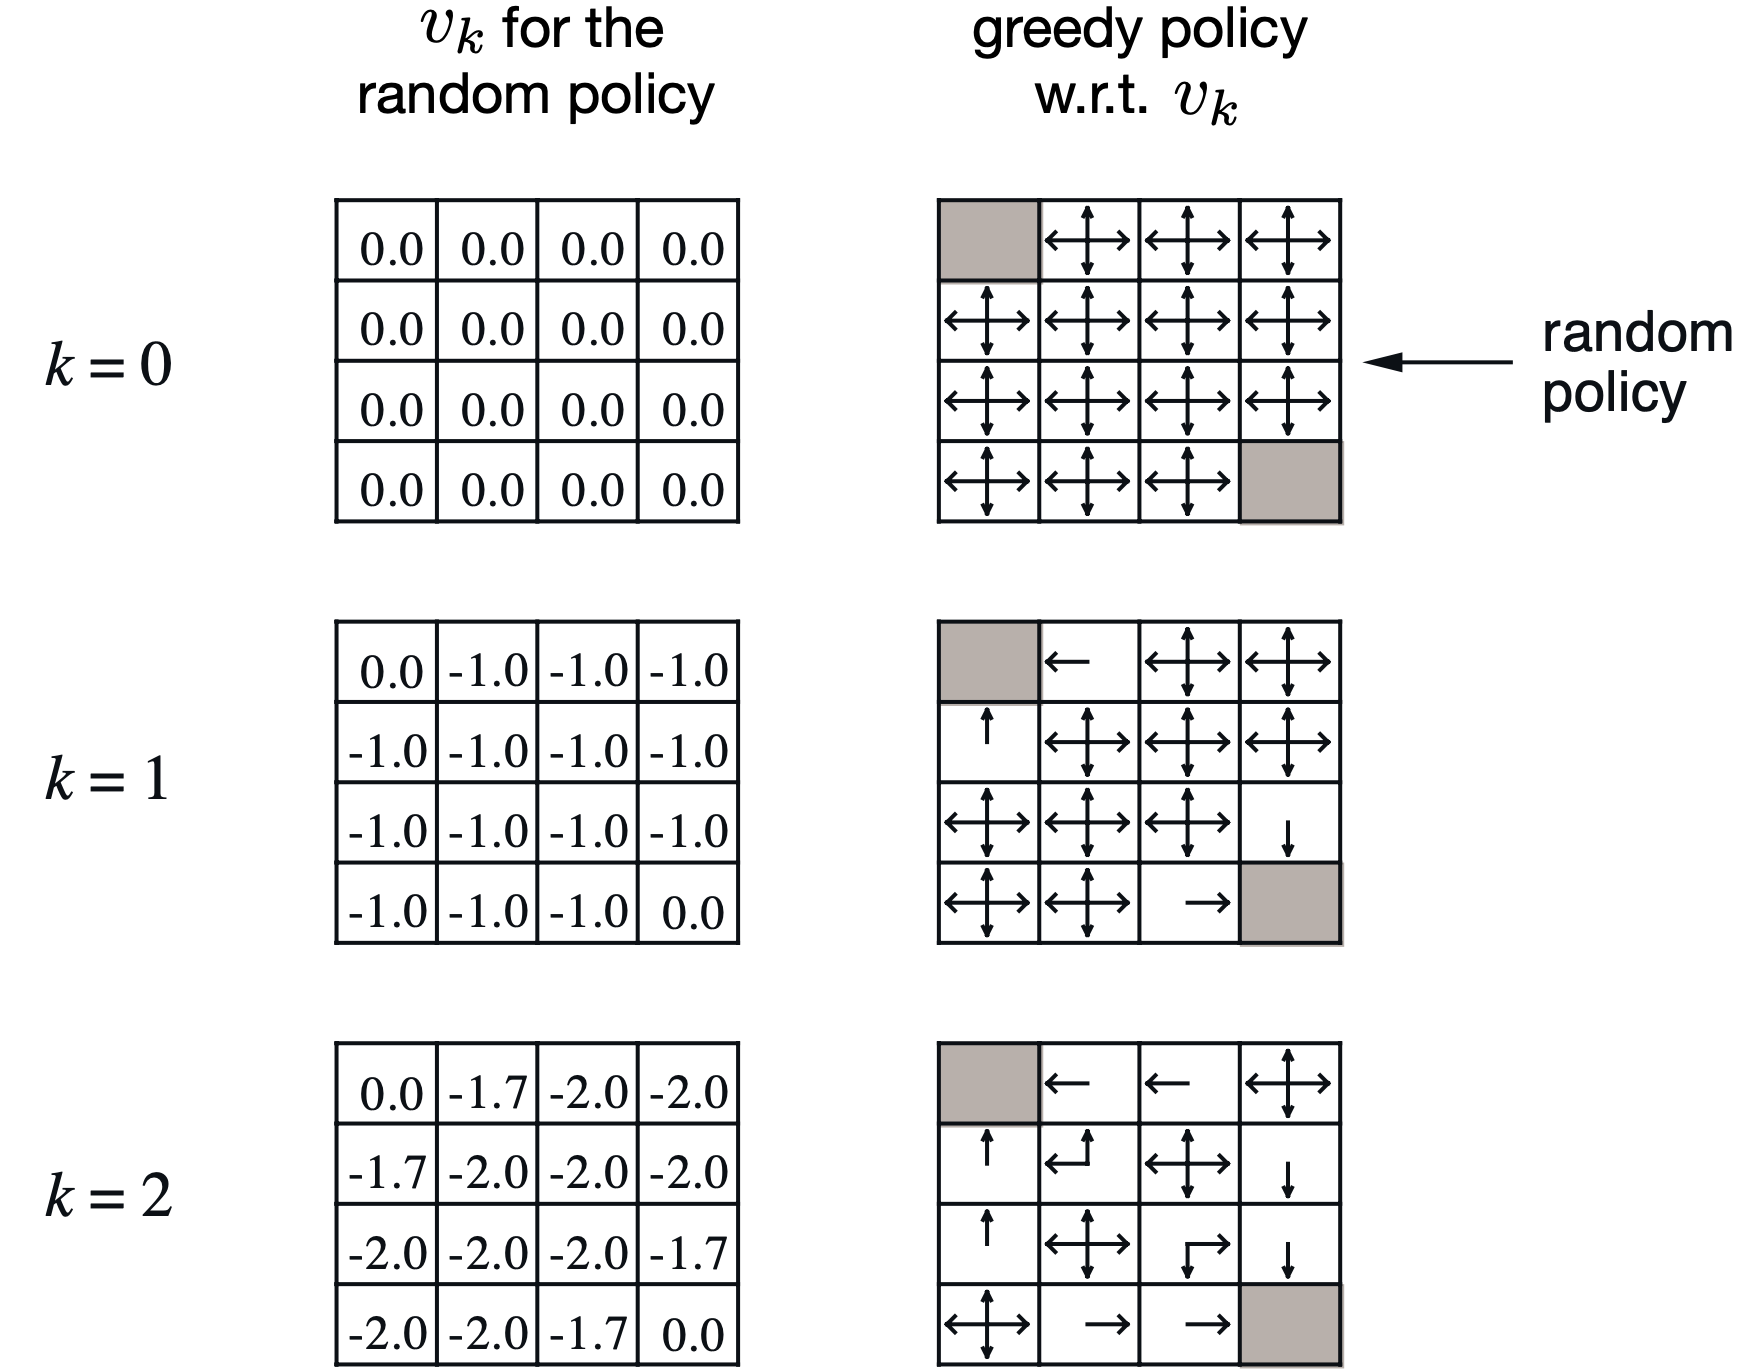 v_k for the
random policy
greedy policy
w.r.t. v_k
k = 0
0.0 0.0 0.0 0.0
0.0 0.0 0.0 0.0
0.0 0.0 0.0 0.0
0.0 0.0 0.0 0.0
random
policy
k = 1
0.0 -1.0 -1.0 -1.0
-1.0 -1.0 -1.0 -1.0
-1.0 -1.0 -1.0 -1.0
-1.0 -1.0 -1.0 0.0
k = 2
0.0 -1.7 -2.0 -2.0
-1.7 -2.0 -2.0 -2.0
-2.0 -2.0 -2.0 -1.7
-2.0 -2.0 -1.7 0.0